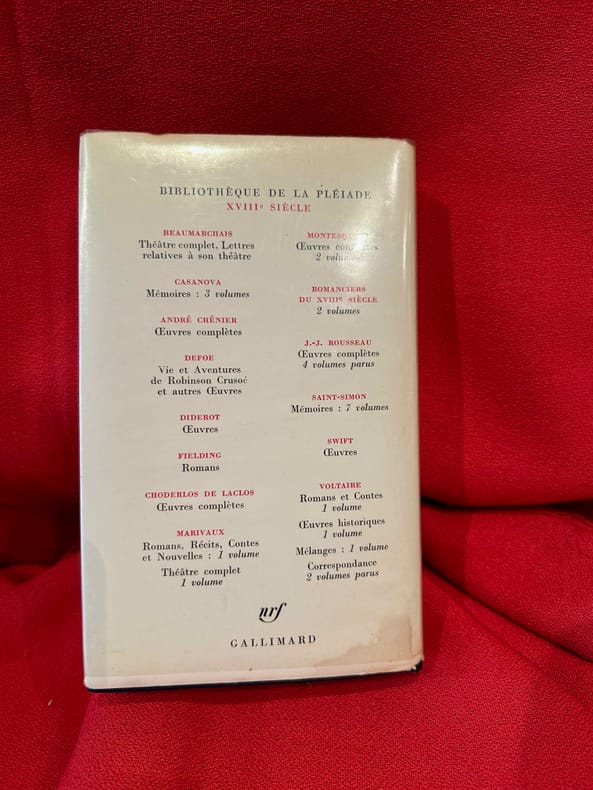 BIBLIOTHÈQUE DE LA PLÉIADE
XVIIIe SIÈCLE
BEAUMARCHAIS
Théâtre complet, Lettres
relatives à son théâtre
CASANOVA
Mémoires : 3 volumes
ANDRÉ CHÉNIER
Œuvres complètes
DEFOE
Vie et Aventures
de Robinson Crusoé
et autres Œuvres
DIDEROT
Œuvres
FIELDING
Romans
CHODERLOS DE LACLOS
Œuvres complètes
MARIVAUX
Romans, Récits, Contes
et Nouvelles : 1 volume
Théâtre complet
1 volume
Œuvres
2
ROMANCIERS
DU XVIIIe SIÈCLE
2 volumes
J.-J. ROUSSEAU
Œuvres complètes
4 volumes parus
SAINT-SIMON
Mémoires : 7 volumes
SWIFT
Œuvres
VOLTAIRE
Romans et Contes
1 volume
Œuvres historiques
1 volume
Mélanges : 1 volume
Correspondance
2 volumes parus
nrf
GALLIMARD